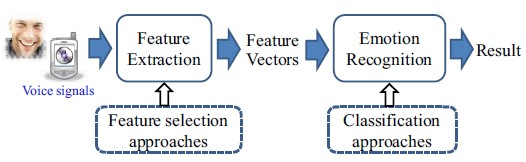 Voice signals
Feature
Extraction
Feature
Vectors
Emotion
Recognition
Result
Feature selection
approaches
Classification
approaches